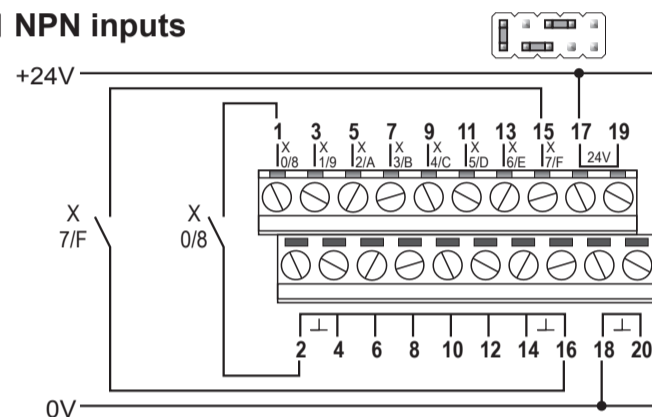 NPN inputs
+24V
1 3 5 7 9 11 13 15 17 19
X X X X X X X X
0/8 1/9 2/A 3/B 4/C 5/D 6/E 7/F 24V
X X
7/F 0/8
2 4 6 8 10 12 14 16 18 20
0V